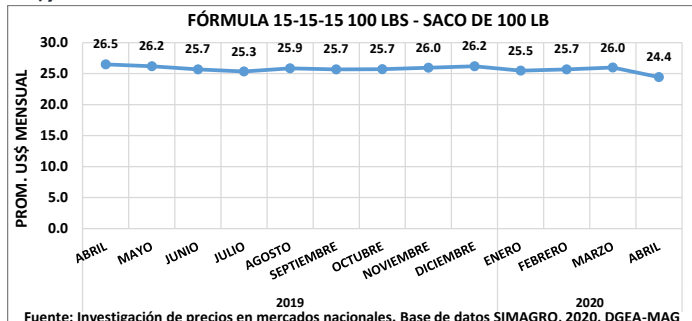 FÓRMULA 15-15-15 100 LBS - SACO DE 100 LB
PROM. US$ MENSUAL
30.0
25.0
20.0
15.0
10.0
5.0
0.0
26.5 26.2 25.7 25.3 25.9 25.7 25.7 26.0 26.2 25.5 25.7 26.0 24.4
ABRIL MAYO JUNIO JULIO AGOSTO SEPTIEMBRE OCTUBRE NOVIEMBRE DICIEMBRE ENERO FEBRERO MARZO ABRIL
2019 2020
Fuente: Investigación de precios en mercados nacionales. Base de datos SIMAGRO. 2020. DGEA-MAG